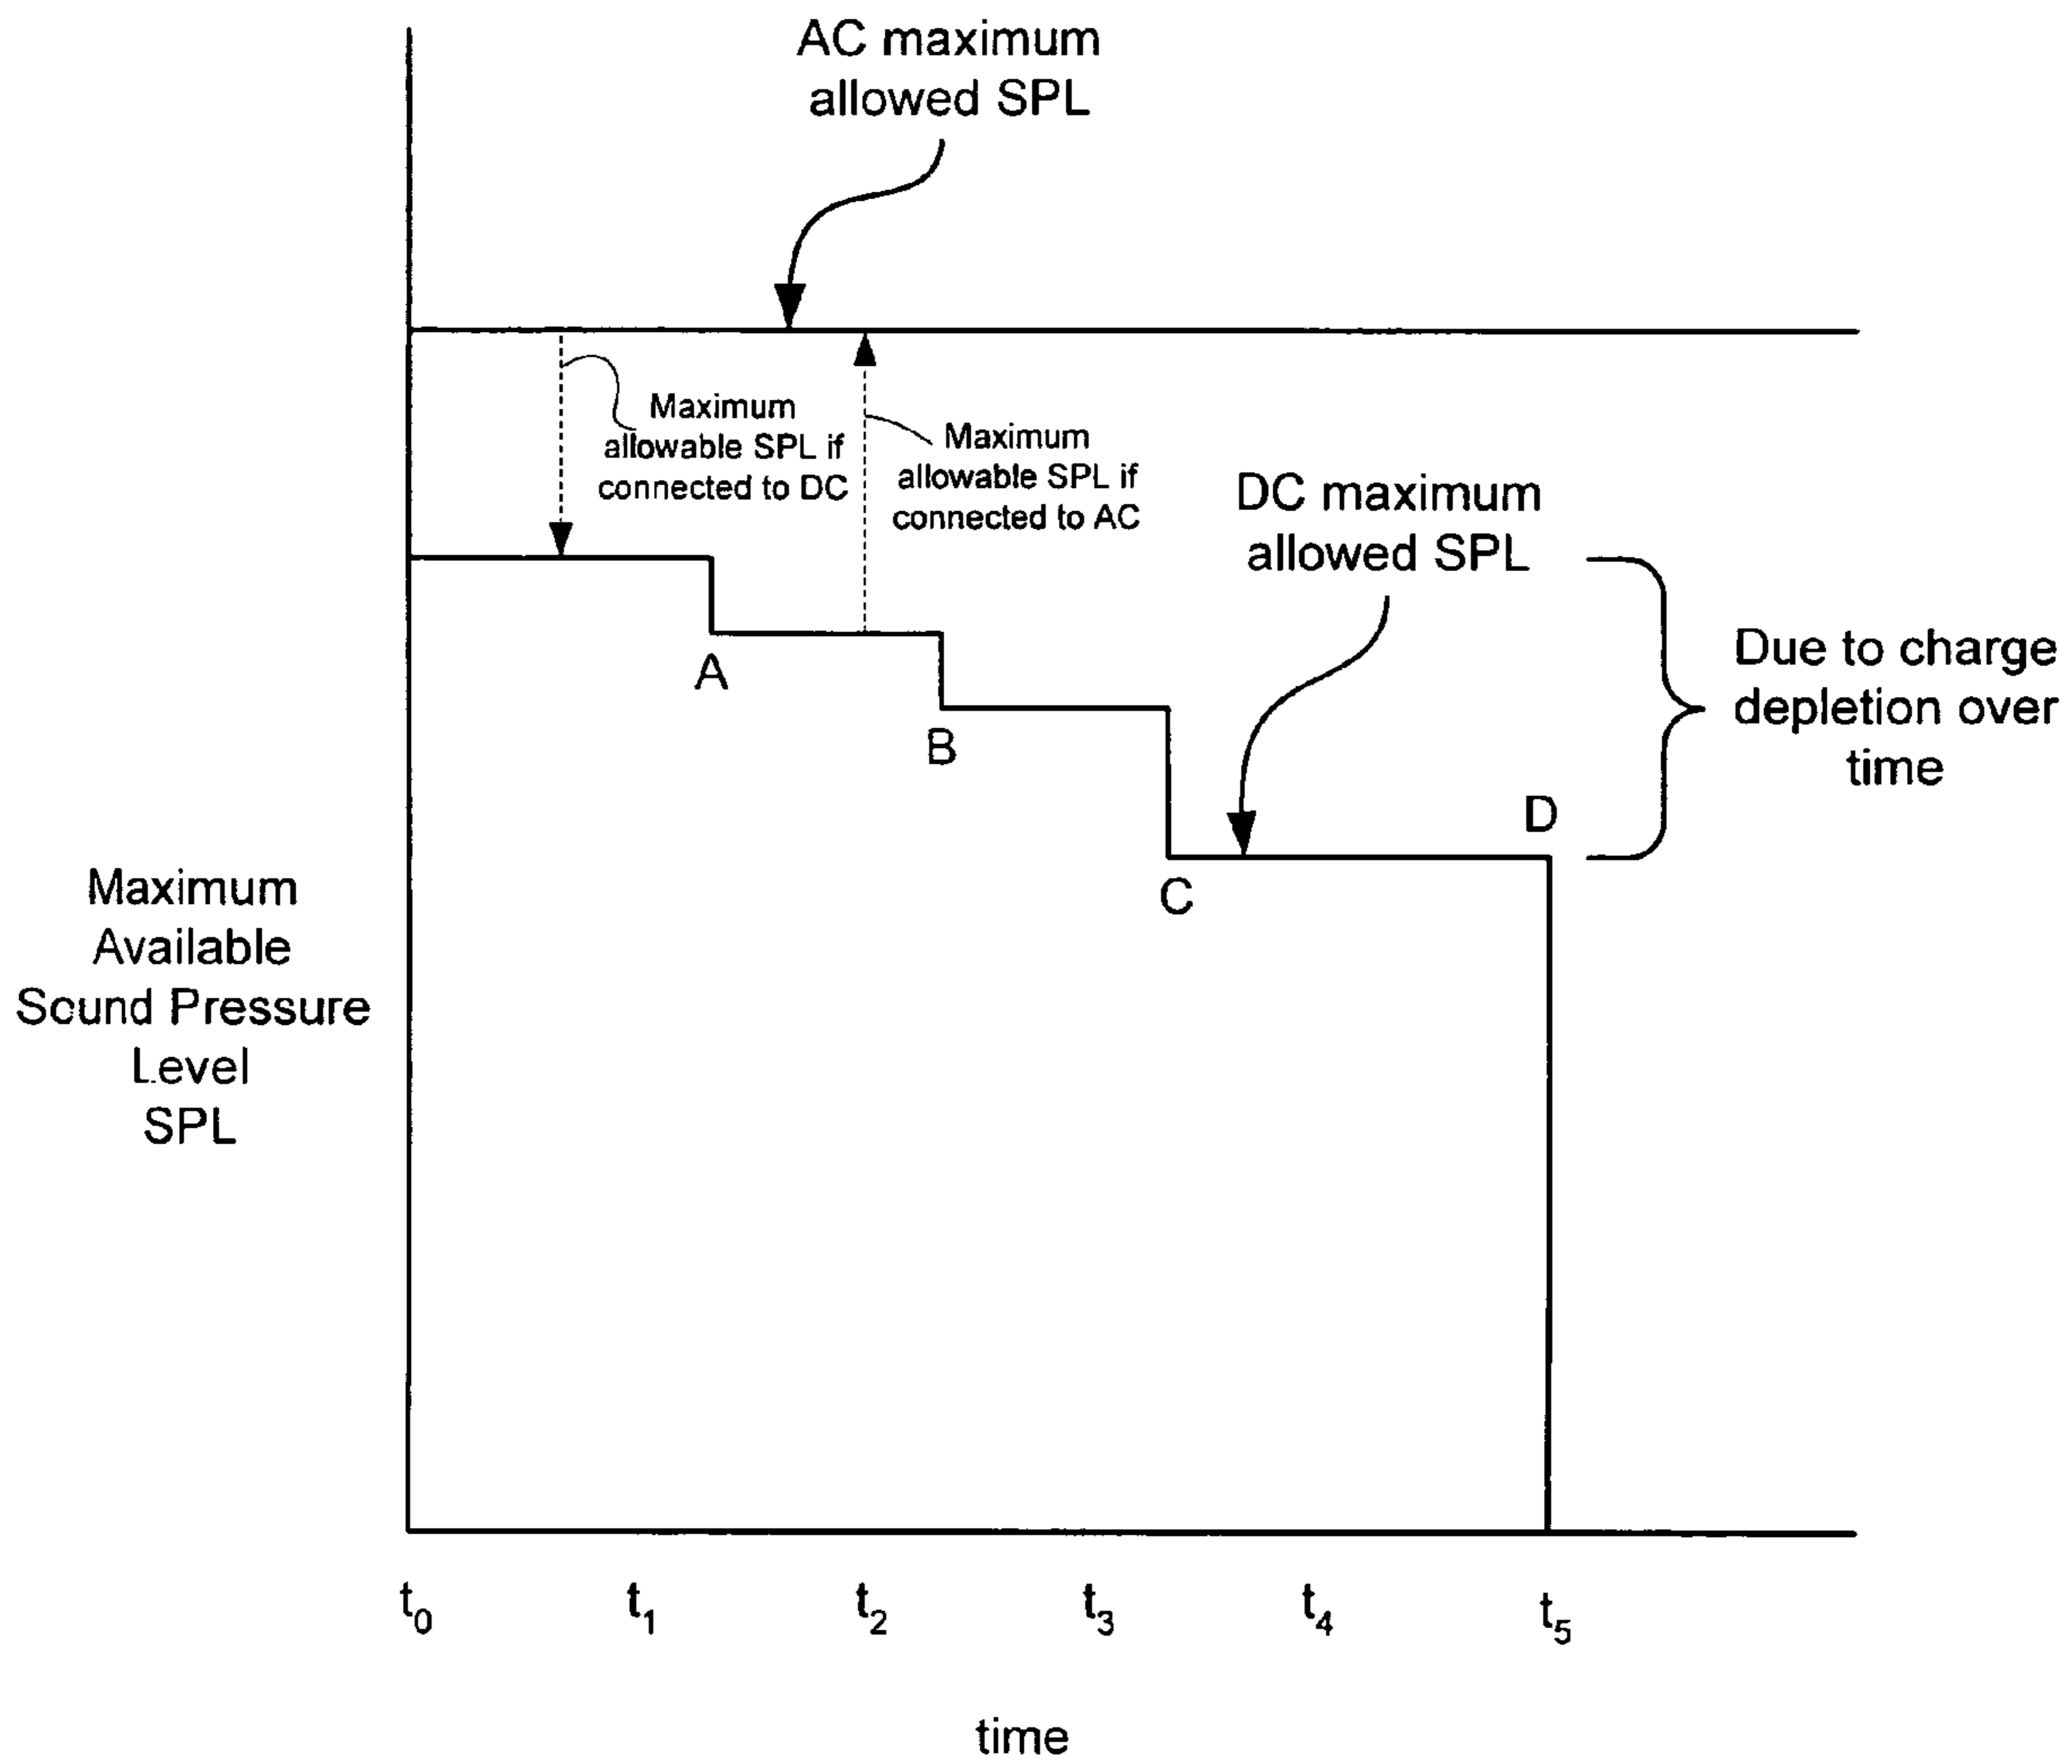 AC maximum
allowed SPL
Maximum
allowable SPL if
connected to DC
Maximum
allowable SPL if
connected to AC
DC maximum
allowed SPL
Due to charge
depletion over
time
A
B
C
D
Maximum
Available
Sound Pressure
Level
SPL
t₀ t₁ t₂ t₃ t₄ t₅
time